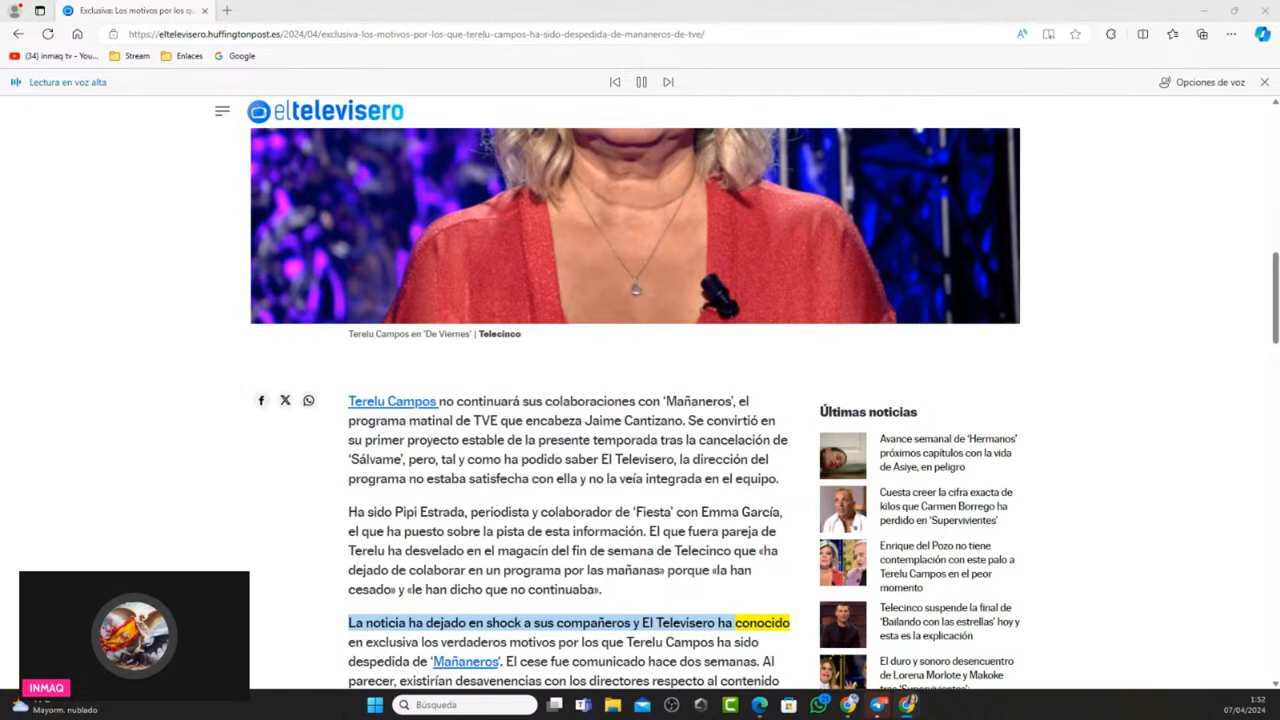 Exclusiva: Los motivos por los qu
https://eltelevisero.huffingtonpost.es/2024/04/exclusiva-los-motivos-por-los-que-terelu-campos-ha-sido-despedida-de-mananeros-de-tve/
(34) inmaq tv - You...
Stream
Enlaces
Google
Lectura en voz alta
Opciones de voz
eltelevisero
Terelu Campos en 'De Viernes' | Telecinco
Terelu Campos no continuará sus colaboraciones con ‘Mañaneros’, el
programa matinal de TVE que encabeza Jaime Cantizano. Se convirtió en
su primer proyecto estable de la presente temporada tras la cancelación de
‘Sálvame’, pero, tal y como ha podido saber El Televisero, la dirección del
programa no estaba satisfecha con ella y no la veía integrada en el equipo.
Ha sido Pipi Estrada, periodista y colaborador de ‘Fiesta’ con Emma García,
el que ha puesto sobre la pista de esta información. El que fuera pareja de
Terelu ha desvelado en el magacín del fin de semana de Telecinco que «ha
dejado de colaborar en un programa por las mañanas» porque «la han
cesado» y «le han dicho que no continuaba».
La noticia ha dejado en shock a sus compañeros y El Televisero ha conocido
en exclusiva los verdaderos motivos por los que Terelu Campos ha sido
despedida de ‘Mañaneros’. El cese fue comunicado hace dos semanas. Al
parecer, existirían desavenencias con los directores respecto al contenido
Últimas noticias
Avance semanal de ‘Hermanos’
próximos capítulos con la vida
de Asiye, en peligro
Cuesta creer la cifra exacta de
kilos que Carmen Borrego ha
perdido en ‘Supervivientes’
Enrique del Pozo no tiene
contemplación con este palo a
Terelu Campos en el peor
momento
Telecinco suspende la final de
‘Bailando con las estrellas’ hoy y
esta es la explicación
El duro y sonoro desencuentro
de Lorena Morlote y Makoke
tras ‘Supervivientes’
INMAQ
Mayorm. nublado
Búsqueda
1:52
07/04/2024